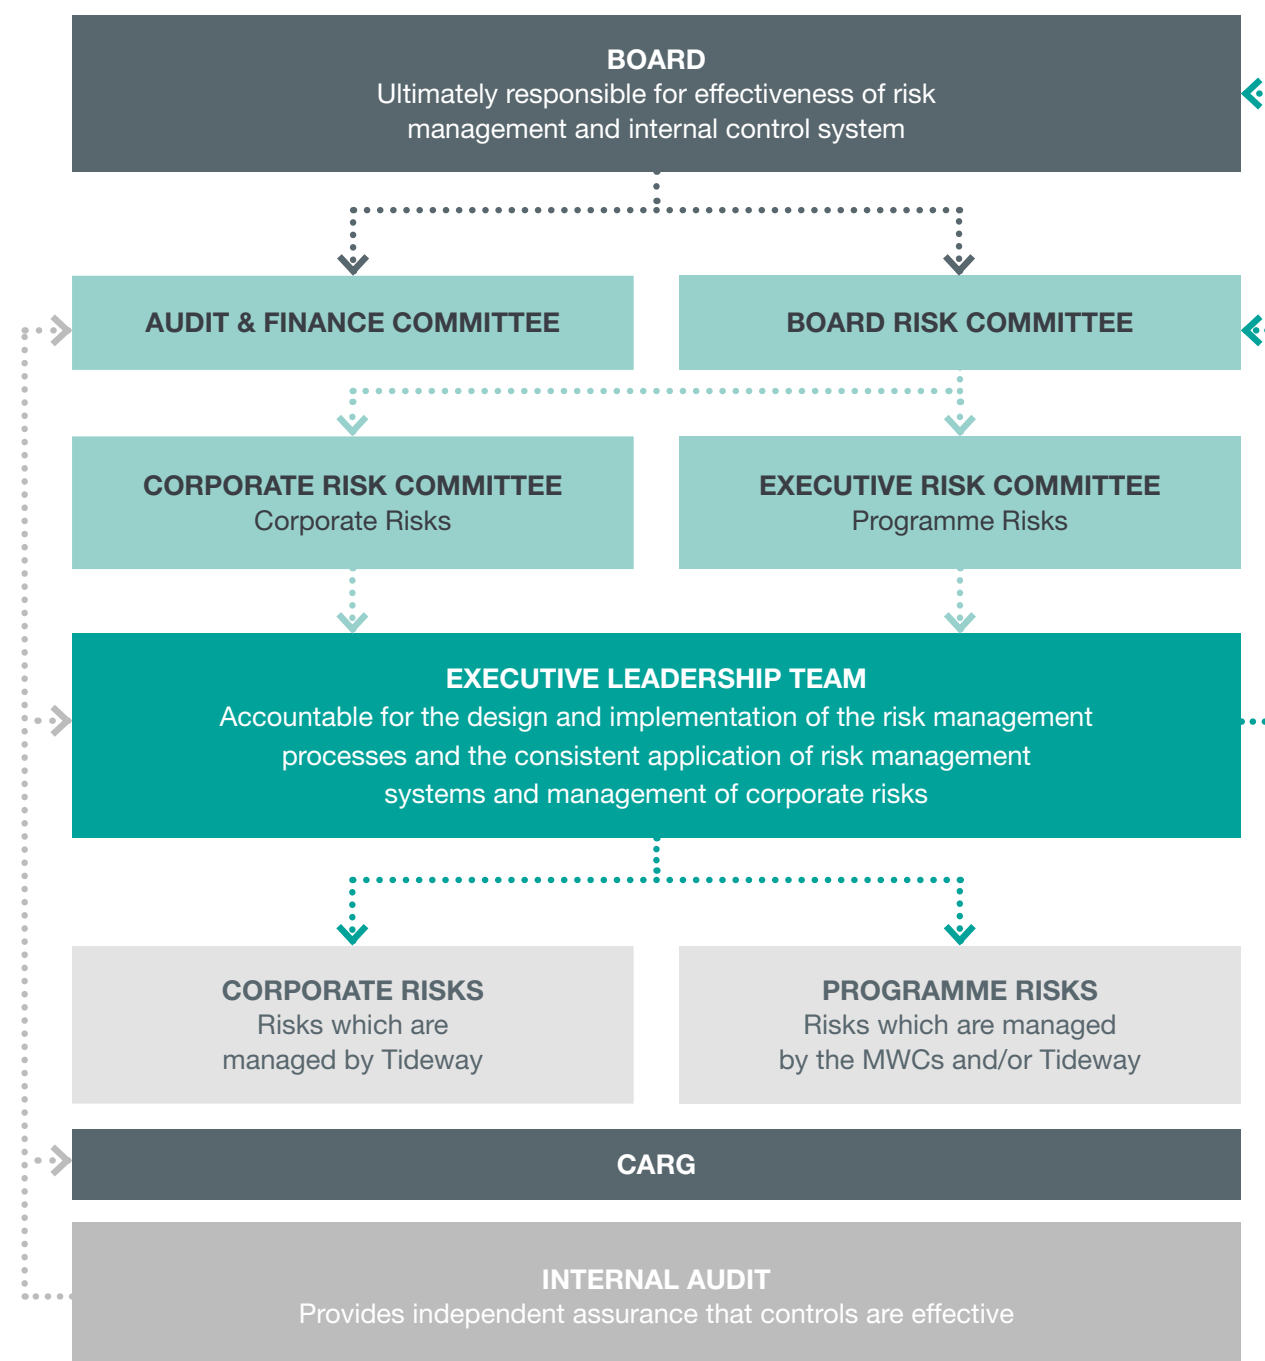 BOARD
Ultimately responsible for effectiveness of risk
management and internal control system
AUDIT & FINANCE COMMITTEE
BOARD RISK COMMITTEE
CORPORATE RISK COMMITTEE
Corporate Risks
EXECUTIVE RISK COMMITTEE
Programme Risks
EXECUTIVE LEADERSHIP TEAM
Accountable for the design and implementation of the risk management
processes and the consistent application of risk management
systems and management of corporate risks
CORPORATE RISKS
Risks which are
managed by Tideway
PROGRAMME RISKS
Risks which are managed
by the MWCs and/or Tideway
CARG
INTERNAL AUDIT
Provides independent assurance that controls are effective